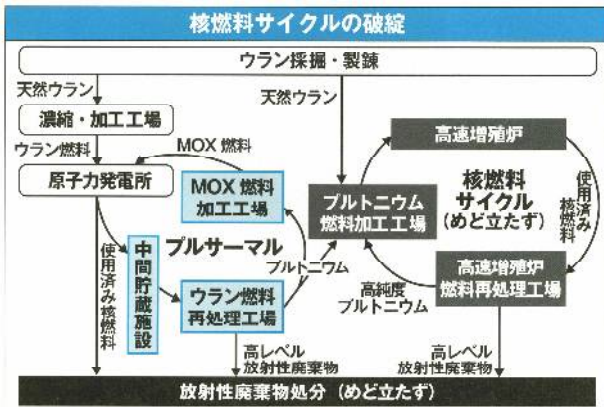 核燃料サイクルの破綻
ウラン採掘・製錬
天然ウラン
天然ウラン
濃縮・加工工場
ウラン燃料
MOX 燃料
高速増殖炉
原子力発電所
MOX 燃料
加工工場
プルトニウム
燃料加工工場
核燃料
サイクル
(めど立たず)
使用済み
核燃料
使用済み核燃料
中間貯蔵施設
プルサーマル
プルトニウム
ウラン燃料
再処理工場
高純度
プルトニウム
高速増殖炉
燃料再処理工場
高レベル
放射性廃棄物
高レベル
放射性廃棄物
放射性廃棄物処分(めど立たず)